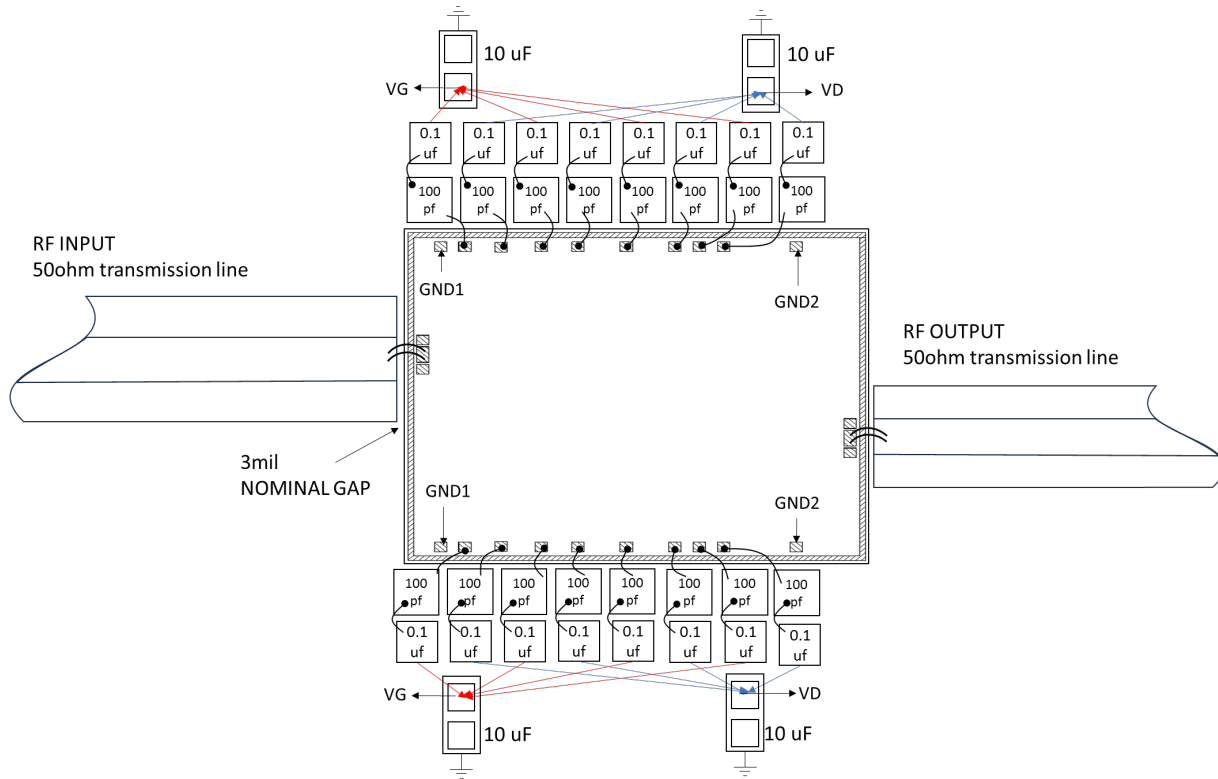 10 uF
10 uF
VG
VD
0.1
uf
0.1
uf
0.1
uf
0.1
uf
0.1
uf
0.1
uf
0.1
uf
0.1
uf
100
pf
100
pf
100
pf
100
pf
100
pf
100
pf
100
pf
100
pf
RF INPUT
50ohm transmission line
GND1
GND2
RF OUTPUT
50ohm transmission line
3mil
NOMINAL GAP
GND1
GND2
100
pf
100
pf
100
pf
100
pf
100
pf
100
pf
100
pf
100
pf
0.1
uf
0.1
uf
0.1
uf
0.1
uf
0.1
uf
0.1
uf
0.1
uf
0.1
uf
VG
VD
10 uF
10 uF